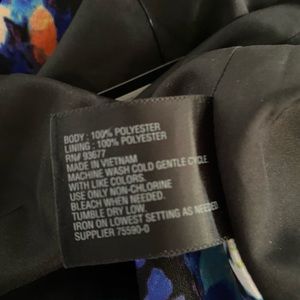 BODY : 100% POLYESTER
LINING : 100% POLYESTER
RN# 93677
MADE IN VIETNAM
MACHINE WASH COLD GENTLE CYCLE
WITH LIKE COLORS.
USE ONLY NON-CHLORINE
BLEACH WHEN NEEDED.
TUMBLE DRY LOW
IRON ON LOWEST SETTING AS NEEDED
SUPPLIER 75590-0